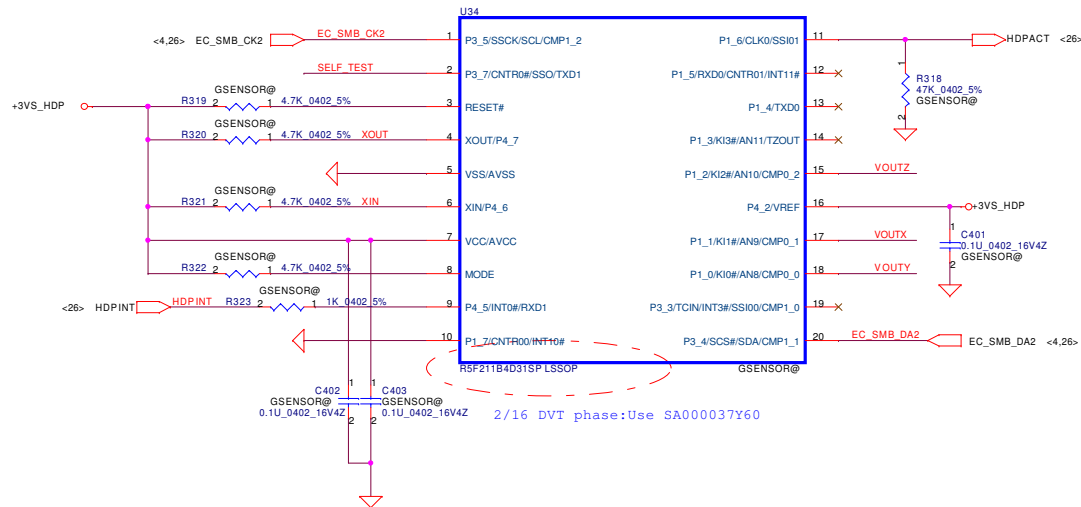 U34
<4,26> EC_SMB_CK2 EC_SMB_CK2 1 P3_5/SSCK/SCL/CMP1_2 P1_6/CLK0/SSI01 11 HDPACT <26>
SELF_TEST 2 P3_7/CNTR0#/SSO/TXD1 P1_5/RXD0/CNTR01/INT11# 12
1 R318
47K_0402_5%
GSENSOR@
2
GSENSOR@
+3VS_HDP R319 2 1 4.7K_0402_5% 3 RESET# P1_4/TXD0 13
GSENSOR@
R320 2 1 4.7K_0402_5% XOUT 4 XOUT/P4_7 P1_3/KI3#/AN11/TZOUT 14
5 VSS/AVSS P1_2/KI2#/AN10/CMP0_2 15 VOUTZ
GSENSOR@
R321 2 1 4.7K_0402_5% XIN 6 XIN/P4_6 P4_2/VREF 16 +3VS_HDP
7 VCC/AVCC P1_1/KI1#/AN9/CMP0_1 17 VOUTX
1 C401
0.1U_0402_16V4Z
GSENSOR@
2
R322 2 1 4.7K_0402_5% 8 MODE P1_0/KI0#/AN8/CMP0_0 18 VOUTY
GSENSOR@
<26> HDPINT HDPINT R323 2 1 1K_0402_5% 9 P4_5/INT0#/RXD1 P3_3/TCIN/INT3#/SSI00/CMP1_0 19
GSENSOR@
10 P1_7/CNTR00/INT10# P3_4/SCS#/SDA/CMP1_1 20 EC_SMB_DA2 EC_SMB_DA2 <4,26>
R5F211B4D31SP LSSOP GSENSOR@
C402 1 1 C403
GSENSOR@ GSENSOR@
0.1U_0402_16V4Z 0.1U_0402_16V4Z
2 2
2/16 DVT phase:Use SA000037Y60